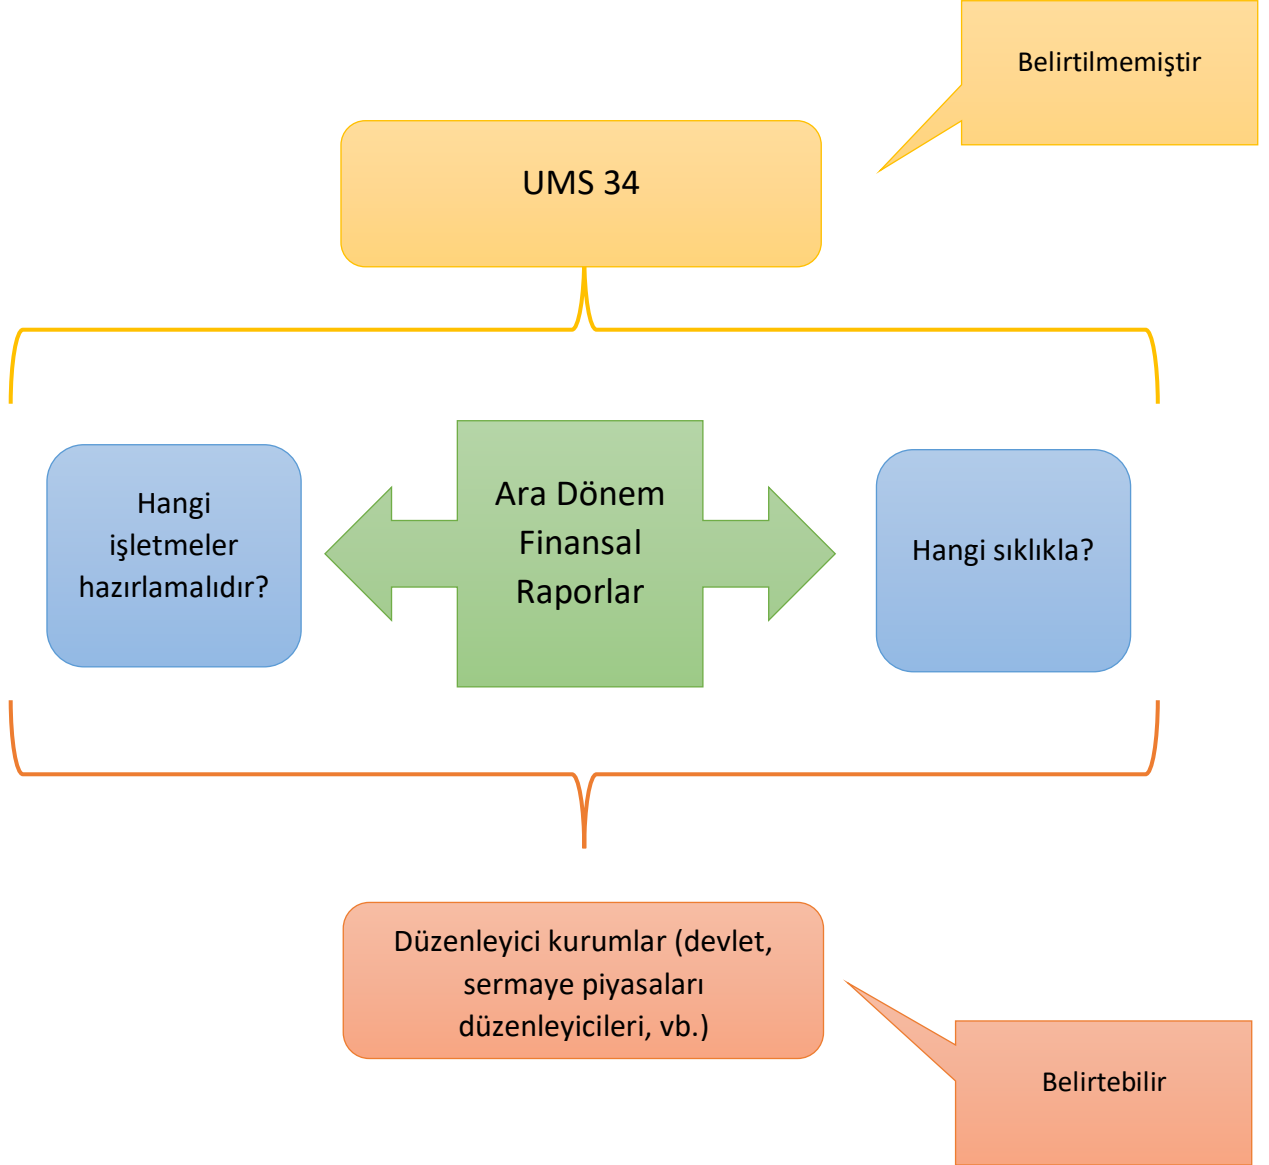 Belirtilmemiştir
UMS 34
Hangi
işletmeler
hazırlamalıdır?
Ara Dönem
Finansal
Raporlar
Hangi sıklıkla?
Düzenleyici kurumlar (devlet,
sermaye piyasaları
düzenleyicileri, vb.)
Belirtebilir